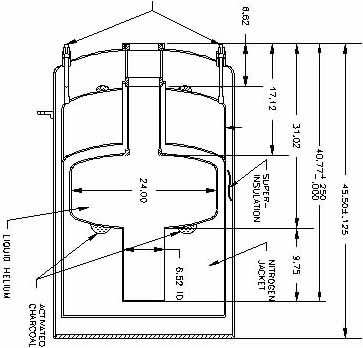 6.62
17.12
31.02
40.77 +.250
-.000
45.50±.125
SUPER-
INSULATION
24.00
9.75
NITROGEN
JACKET
6.52 ID
LIQUID HELIUM
ACTIVATED
CHARCOAL